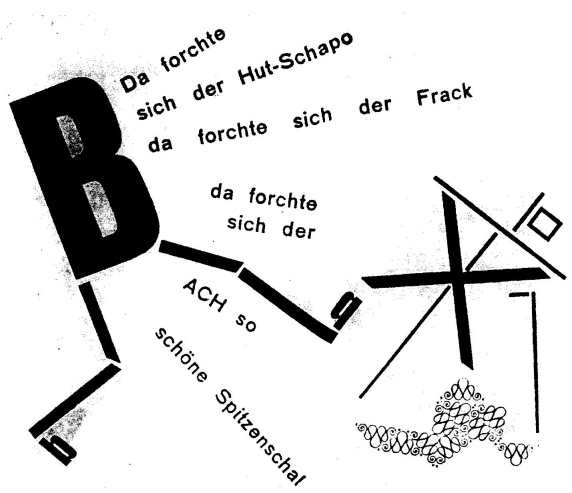 B
Da forchte
sich der Hut-Schapo
da forchte sich der Frack
da forchte
sich der
ACH so
schöne Spitzenschal
X